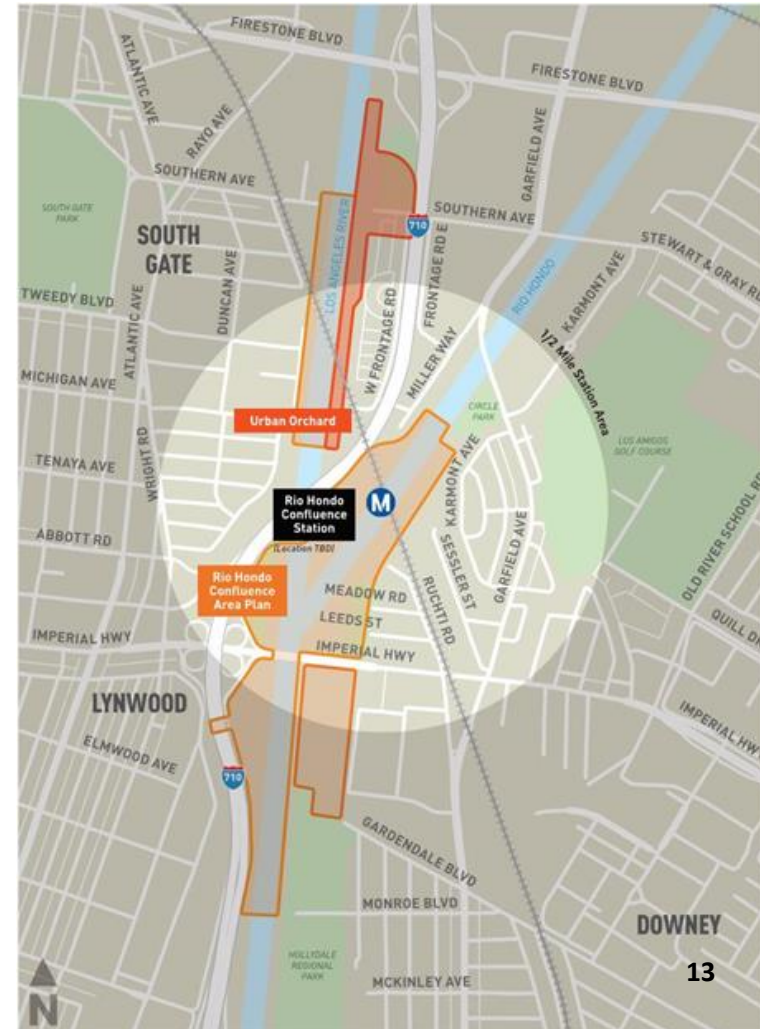 FIRESTONE BLVD
FIRESTONE BLVD
ATLANTIC AVE
RAYO AVE
GARFIELD AVE
SOUTHERN AVE
SOUTH GATE
PARK
SOUTHERN AVE
710
STEWART & GRAY RD
SOUTH
GATE
LOS ANGELES RIVER
FRONTAGE RD E
DUNCAN AVE
RIO HONDO
KARMONT AVE
TWEEDY BLVD
ATLANTIC AVE
W FRONTAGE RD
MILLER WAY
1/2 Mile Station Area
MICHIGAN AVE
CIRCLE
PARK
Urban Orchard
LOS AMIGOS
GOLF COURSE
WRIGHT RD
TENAYA AVE
KARMONT AVE
Rio Hondo
Confluence
Station
M
(Location TBD)
OLD RIVER SCHOOL RD
ABBOTT RD
SESSLER ST
GARFIELD AVE
Rio Hondo
Confluence
Area Plan
MEADOW RD
RUCHTI RD
LEEDS ST
QUILL DR
IMPERIAL HWY
IMPERIAL HWY
LYNWOOD
IMPERIAL HWY
ELMWOOD AVE
710
GARDENDALE BLVD
MONROE BLVD
DOWNEY
HOLLYDALE
REGIONAL
PARK
13
MCKINLEY AVE
N